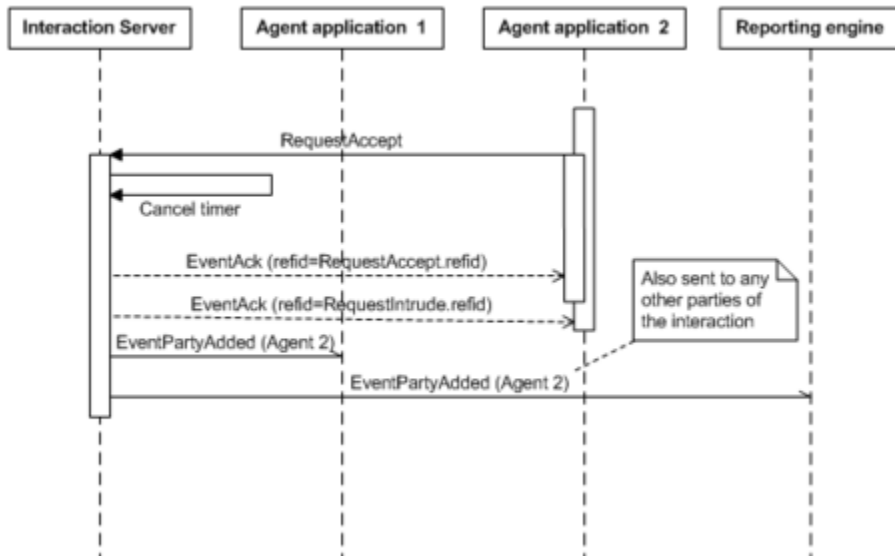 Interaction Server
Agent application 1
Agent application 2
Reporting engine
RequestAccept
Cancel timer
EventAck (refid=RequestAccept.refid)
Also sent to any
other parties of
the interaction
EventAck (refid=RequestIntrude.refid)
EventPartyAdded (Agent 2)
EventPartyAdded (Agent 2)